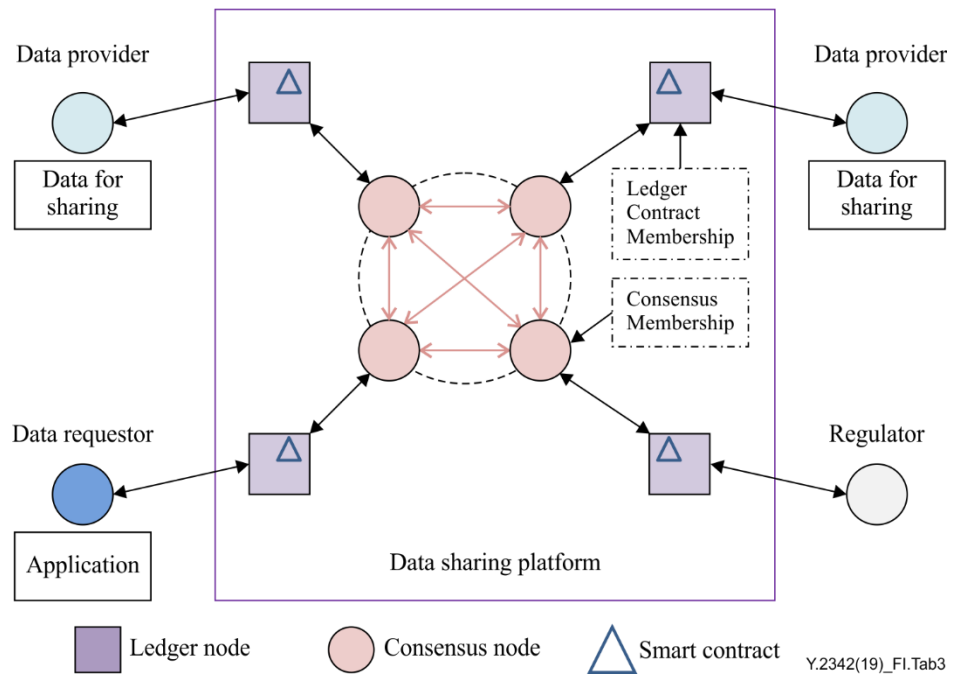 Data provider
Data provider
Data for
sharing
Data for
sharing
Ledger
Contract
Membership
Consensus
Membership
Data requestor
Regulator
Application
Data sharing platform
Ledger node
Consensus node
Smart contract
Y.2342(19)_FI.Tab3